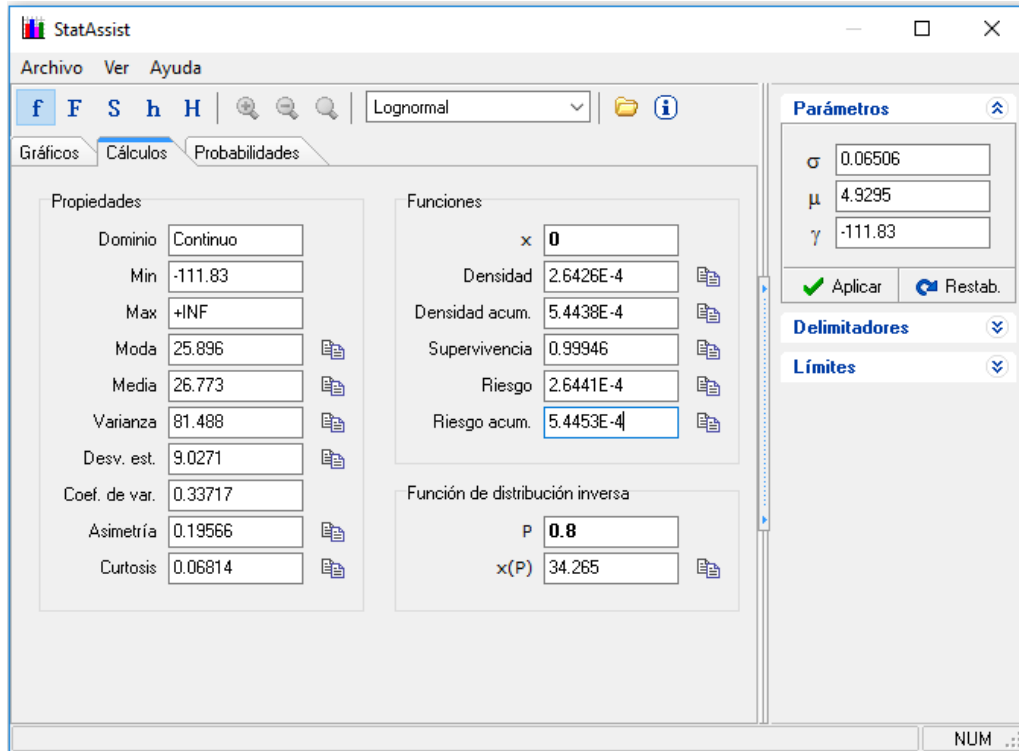 StatAssist
Archivo Ver Ayuda
f F S h H Lognormal
Gráficos Cálculos Probabilidades
Propiedades
Dominio Continuo
Min -111.83
Max +INF
Moda 25.896
Media 26.773
Varianza 81.488
Desv. est. 9.0271
Coef. de var. 0.33717
Asimetría 0.19566
Curtosis 0.06814
Funciones
x 0
Densidad 2.6426E-4
Densidad acum. 5.4438E-4
Supervivencia 0.99946
Riesgo 2.6441E-4
Riesgo acum. 5.4453E-4
Función de distribución inversa
P 0.8
x(P) 34.265
Parámetros
σ 0.06506
μ 4.9295
γ -111.83
Aplicar Restab.
Delimitadores
Límites
NUM